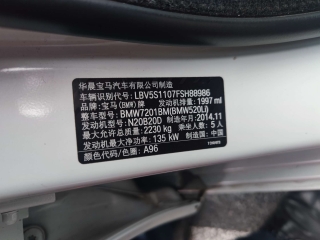 华晨宝马汽车有限公司制造
车辆识别代号: LBV5S1107FSH88986
品牌: 宝马(BMW)牌 发动机排量: 1997 ml
整车型号: BMW7201BM(BMW520Li)
发动机型号: N20B20D 制造年月: 2014.11
最大允许总质量: 2230 kg 乘坐人数: 5 人
发动机最大净功率: 135 kW 制造国: 中国
颜色代码/色圈: A96